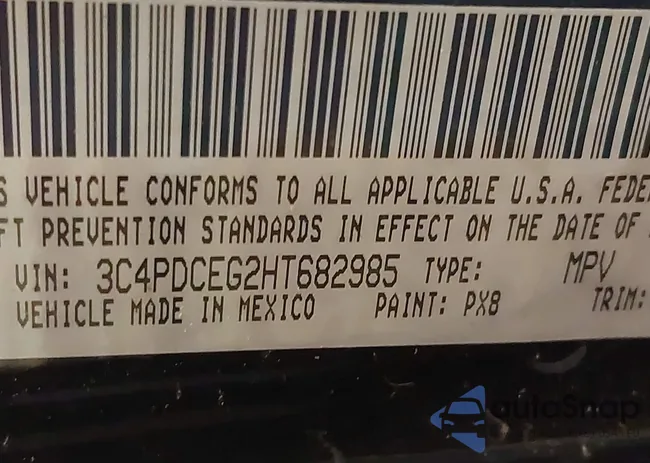 S VEHICLE CONFORMS TO ALL APPLICABLE U.S.A. FEDE
FT PREVENTION STANDARDS IN EFFECT ON THE DATE OF
VIN: 3C4PDCEG2HT682985 TYPE: MPV
VEHICLE MADE IN MEXICO PAINT: PX8 TRIM:
autoSnap